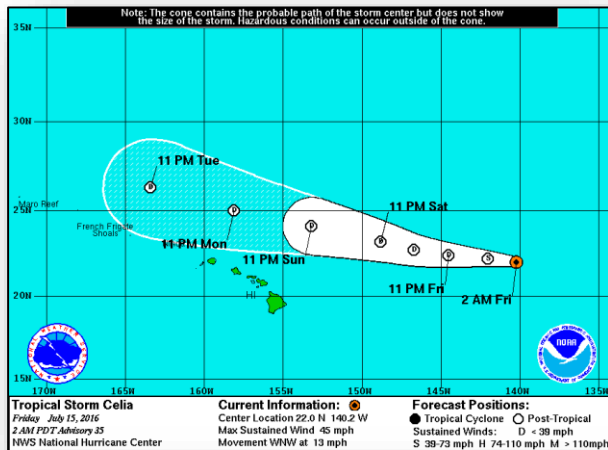 Note: The cone contains the probable path of the storm center but does not show
the size of the storm. Hazardous conditions can occur outside of the cone.
35N
30N
11 PM Tue
Maro Reef
25N
11 PM Sat
French Frigate
Shoals
11 PM Mon
11 PM Sun
11 PM Fri
2 AM Fri
HI
20N
15N
NOAA
170W 165W 160W 155W 150W 145W 140W 135W
D D D D D D S
Tropical Storm Celia
Friday July 15, 2016
2 AM PDT Advisory 35
NWS National Hurricane Center
Current Information:
Center Location 22.0 N 140.2 W
Max Sustained Wind 45 mph
Movement WNW at 13 mph
Forecast Positions:
Tropical Cyclone Post-Tropical
Sustained Winds: D < 39 mph
S 39-73 mph H 74-110 mph M > 110mph